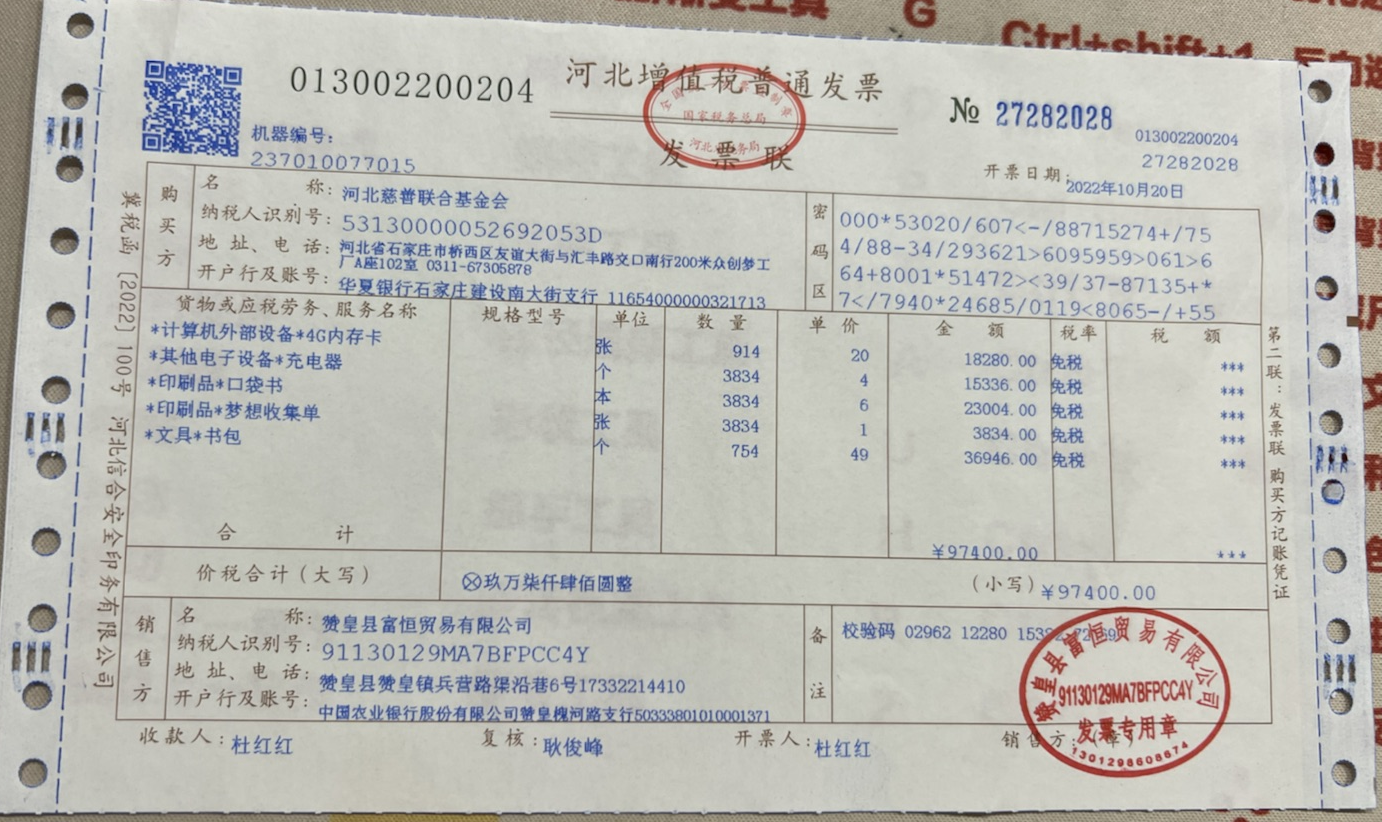 G
Ctrl+shift+1
013002200204
河北增值税普通发票
发票联
国家税务总局
№ 27282028
013002200204
27282028
机器编号:
237010077015
开票日期:
2022年10月20日
购买方
名 称: 河北慈善联合基金会
纳税人识别号: 53130000052692053D
地 址、电 话: 河北省石家庄市桥西区友谊大街与汇丰路交口南行200米众创梦工
厂A座102室 0311-67305878
开户行及账号: 华夏银行石家庄建设南大街支行 11654000000321713
密码区
000*53020/607<-/88715274+/75
4/88-34/293621>6095959>061>6
64+8001*51472><39/37-87135+*
7</7940*24685/0119<8065-/+55
货物或应税劳务、服务名称 规格型号 单位 数 量 单 价 金 额 税率 税 额
*计算机外部设备*4G内存卡 张 914 20 18280.00 免税 ***
*其他电子设备*充电器 个 3834 4 15336.00 免税 ***
*印刷品*口袋书 本 3834 6 23004.00 免税 ***
*印刷品*梦想收集单 张 3834 1 3834.00 免税 ***
*文具*书包 个 754 49 36946.00 免税 ***
合 计 ¥97400.00 ***
价税合计(大写) ⊗玖万柒仟肆佰圆整 (小写) ¥97400.00
销售方
名 称: 赞皇县富恒贸易有限公司
纳税人识别号: 91130129MA7BFPCC4Y
地 址、电 话: 赞皇县赞皇镇兵营路渠沿巷6号17332214410
开户行及账号: 中国农业银行股份有限公司赞皇槐河路支行50333801010001371
备注
校验码 02962 12280
赞皇县富恒贸易有限公司
91130129MA7BFPCC4Y
发票专用章
1301298608674
收款人: 杜红红 复核: 耿俊峰 开票人: 杜红红 销售方:(章)
冀税函〔2022〕100号 河北信合安全印务有限公司
第二联:发票联 购买方记账凭证